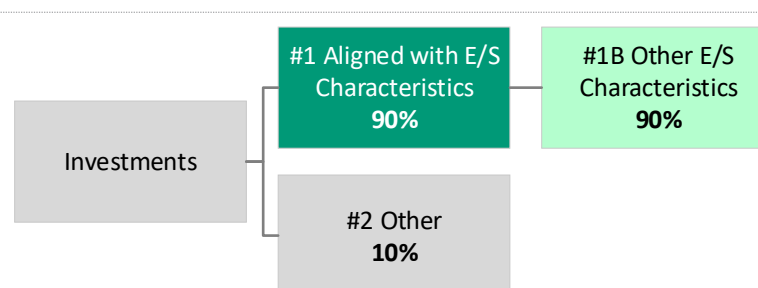 #1 Aligned with E/S
Characteristics
90%
#1B Other E/S
Characteristics
90%
Investments
#2 Other
10%